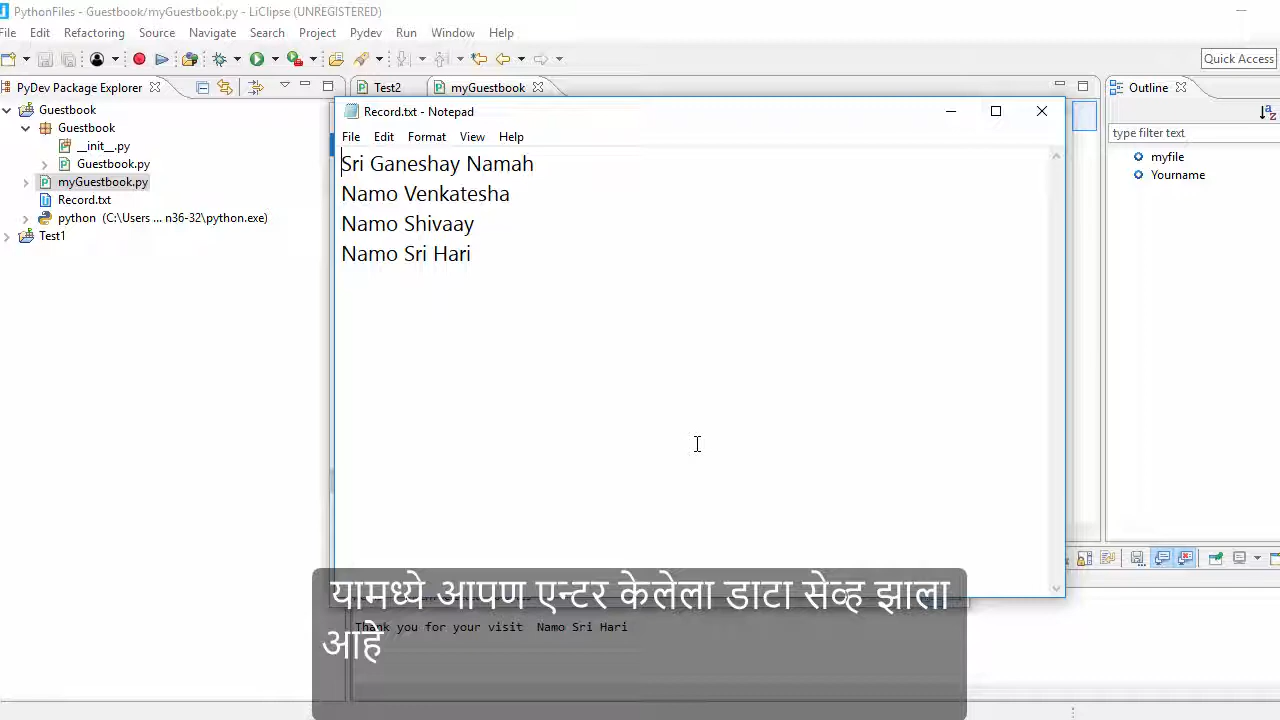 PythonFiles - Guestbook/myGuestbook.py - LiClipse (UNREGISTERED)
File Edit Refactoring Source Navigate Search Project Pydev Run Window Help
Quick Access
PyDev Package Explorer
Guestbook
Guestbook
__init__.py
Guestbook.py
myGuestbook.py
Record.txt
python (C:\Users ... n36-32\python.exe)
Test1
Test2
myGuestbook
Record.txt - Notepad
File Edit Format View Help
Sri Ganeshay Namah
Namo Venkatesha
Namo Shivaay
Namo Sri Hari
Outline
type filter text
myfile
Yourname
यामध्ये आपण एन्टर केलेला डाटा सेव्ह झाला
आहे
Thank you for your visit  Namo Sri Hari